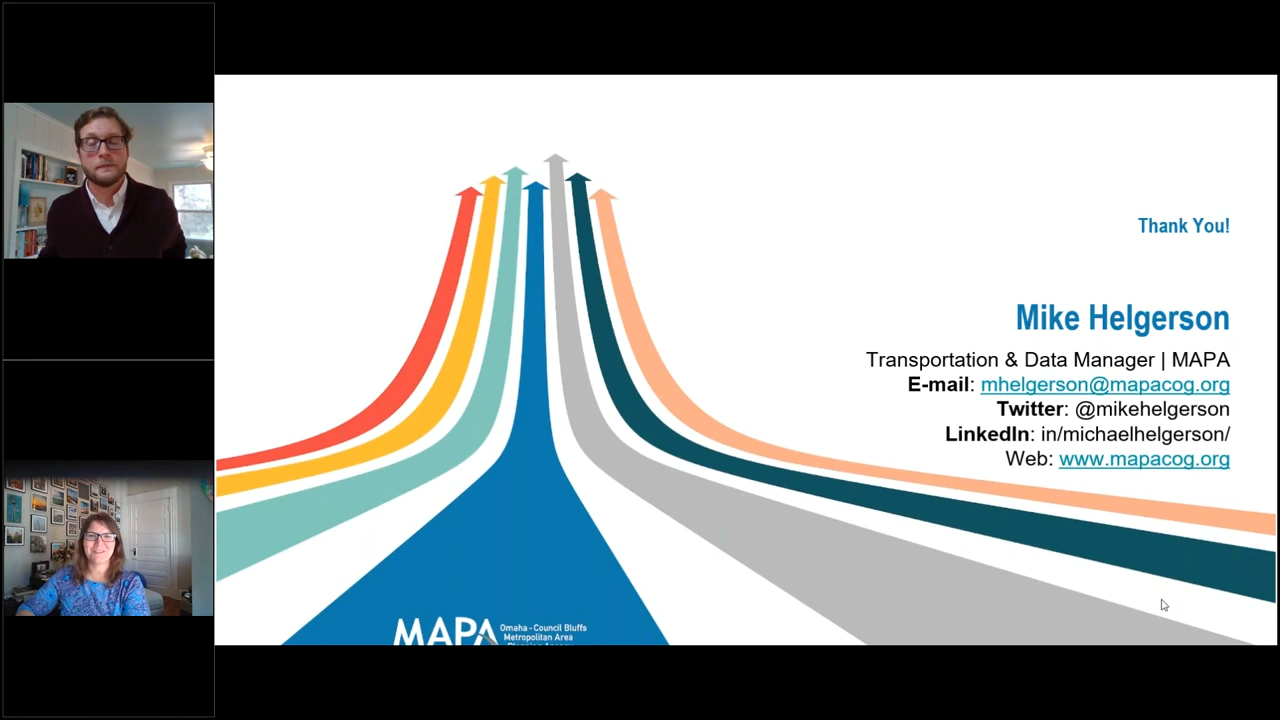 Thank You!
Mike Helgerson
Transportation & Data Manager | MAPA
E-mail: mhelgerson@mapacog.org
Twitter: @mikehelgerson
LinkedIn: in/michaelhelgerson/
Web: www.mapacog.org
MAPA
Omaha - Council Bluffs
Metropolitan Area